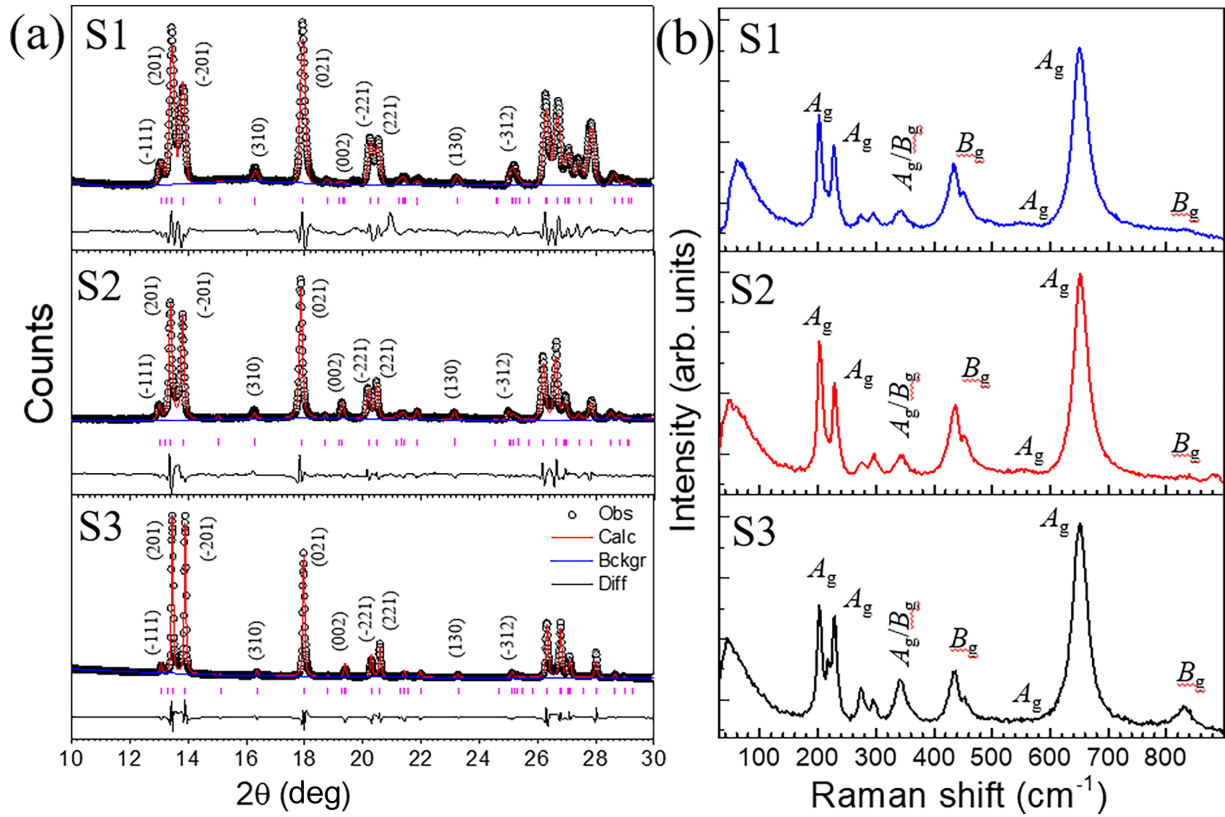 (a)
S1
(-111)
(201)
(-201)
(310)
(021)
(002)
(-221)
(221)
(130)
(-312)
S2
(-111)
(201)
(-201)
(310)
(021)
(002)
(-221)
(221)
(130)
(-312)
S3
(-111)
(201)
(-201)
(310)
(021)
(002)
(-221)
(221)
(130)
(-312)
Obs
Calc
Bckgr
Diff
Counts
10 12 14 16 18 20 22 24 26 28 30
2θ (deg)
(b)
S1
Ag
Ag
Ag/Bg
Bg
Ag
Ag
Bg
S2
Ag
Ag
Ag/Bg
Bg
Ag
Ag
Bg
S3
Ag
Ag
Ag/Bg
Bg
Ag
Ag
Bg
Intensity (arb. units)
100 200 300 400 500 600 700 800
Raman shift (cm-1)